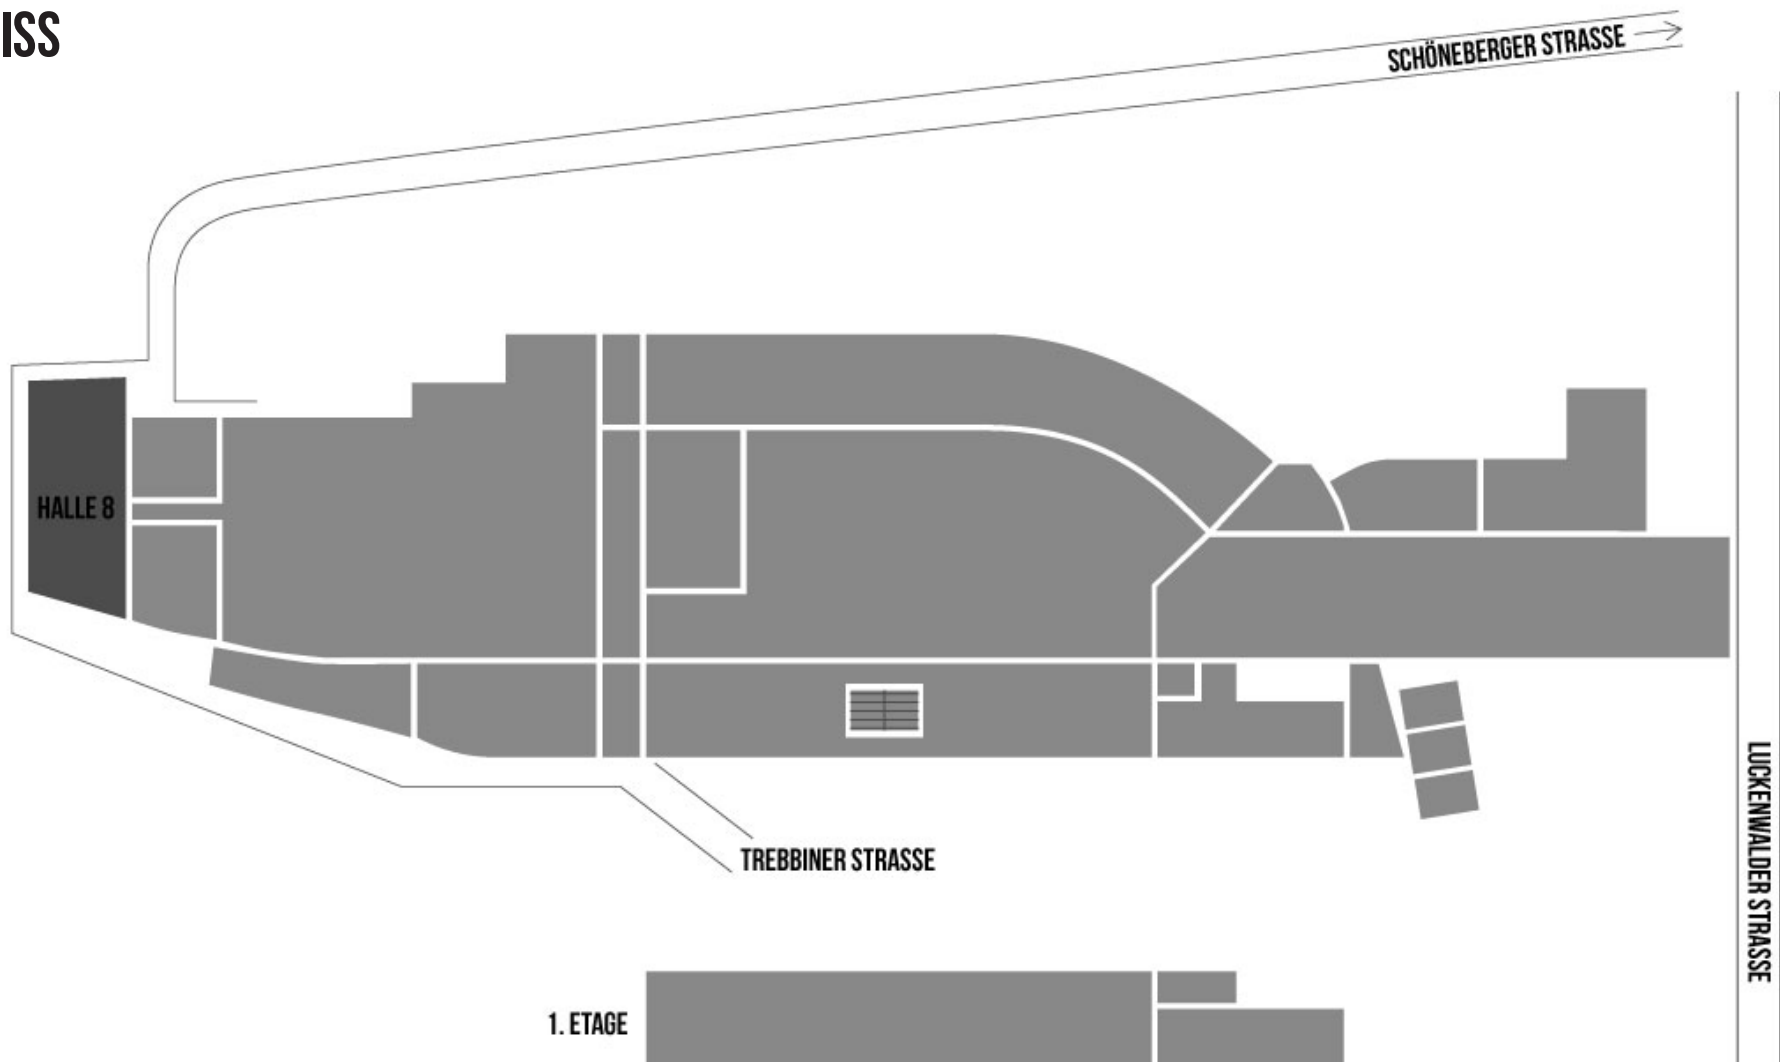 ISS
SCHÖNEBERGER STRASSE
HALLE 8
TREBBINER STRASSE
LUCKENWALDER STRASSE
1. ETAGE